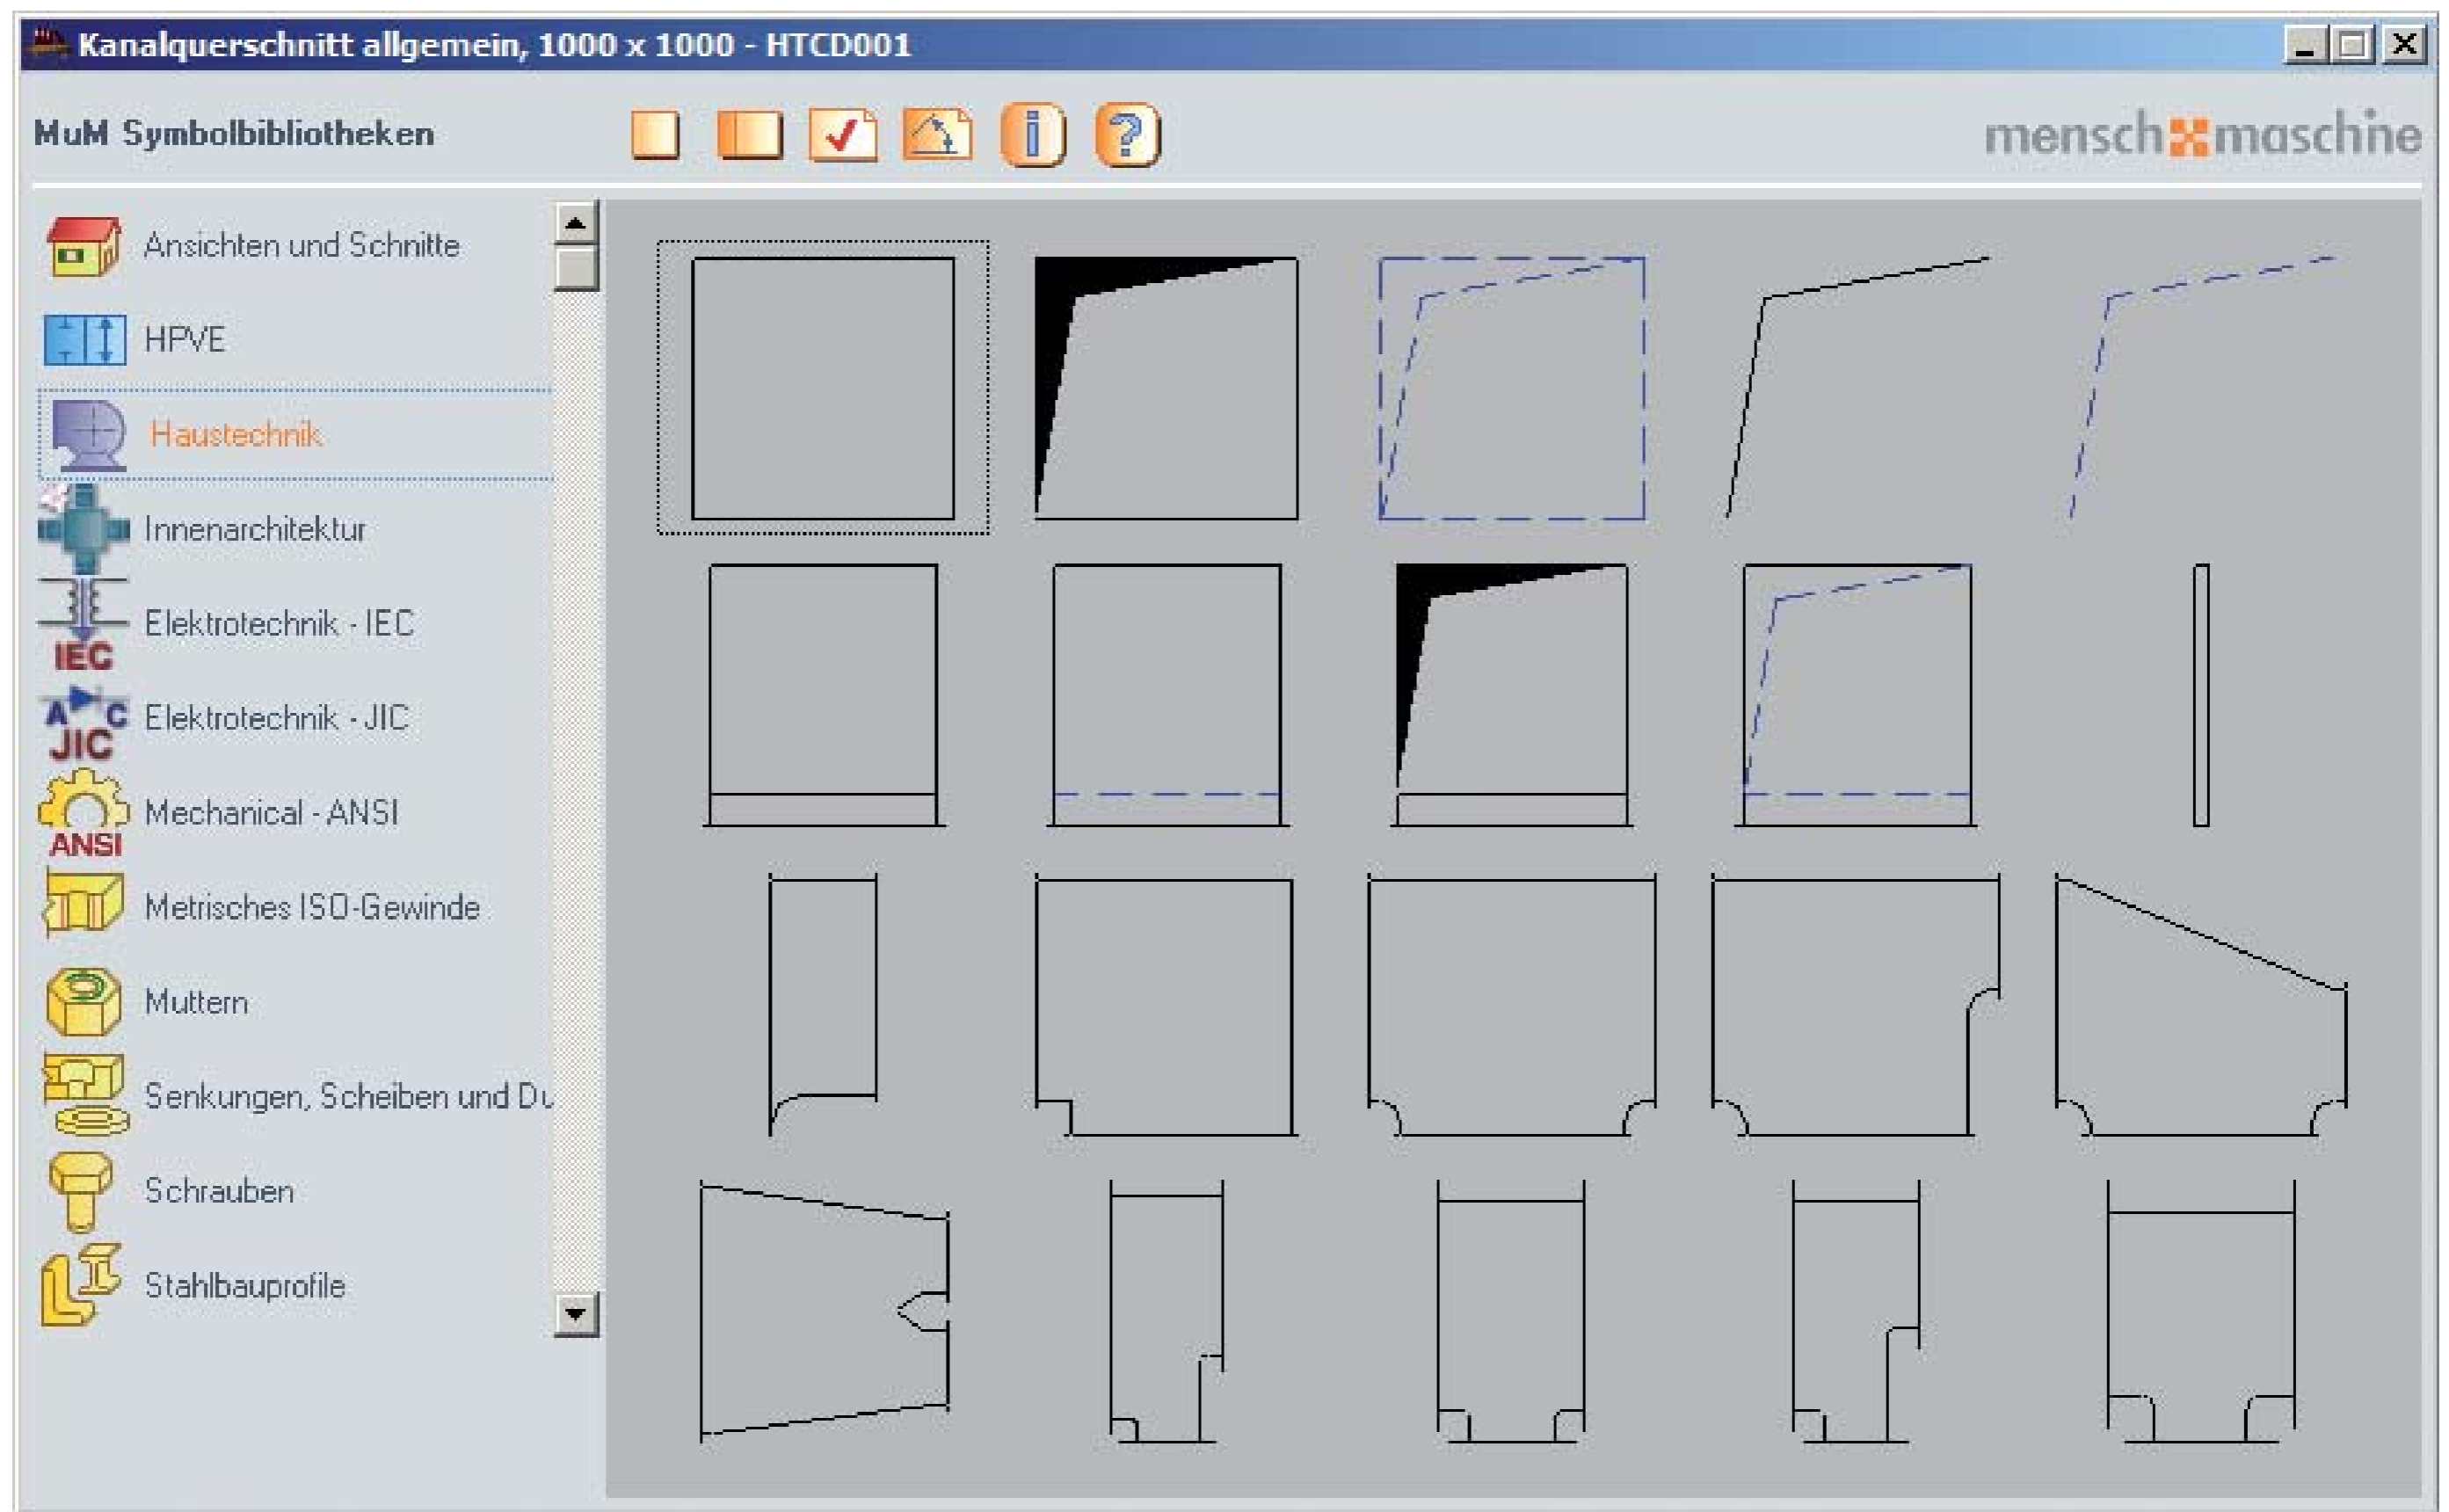 Kanalquerschnitt allgemein, 1000 x 1000 - HTCD001
MuM Symbolbibliotheken
mensch maschine
Ansichten und Schnitte
HPVE
Haustechnik
Innenarchitektur
IEC
Elektrotechnik - IEC
A C
JIC
Elektrotechnik - JIC
ANSI
Mechanical - ANSI
Metrisches ISO-Gewinde
Muttern
Senkungen, Scheiben und Du
Schrauben
Stahlbauprofile